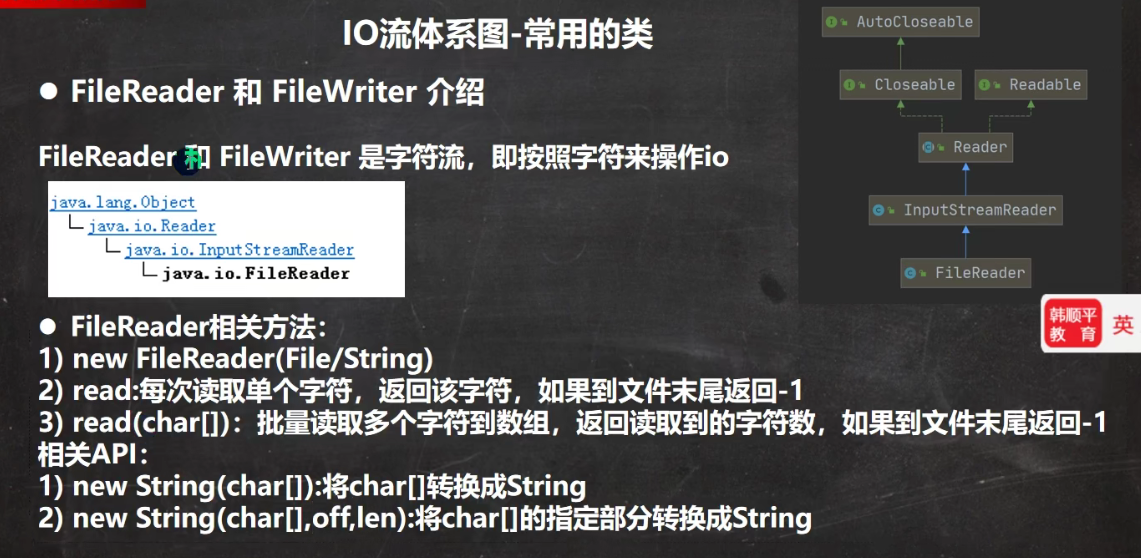 IO流体系图-常用的类
● FileReader 和 FileWriter 介绍
FileReader 和 FileWriter 是字符流，即按照字符来操作io
java.lang.Object
java.io.Reader
java.io.InputStreamReader
java.io.FileReader
AutoCloseable
Closeable
Readable
Reader
InputStreamReader
FileReader
韩顺平
教 育
英
● FileReader相关方法：
1) new FileReader(File/String)
2) read:每次读取单个字符，返回该字符，如果到文件末尾返回-1
3) read(char[])：批量读取多个字符到数组，返回读取到的字符数，如果到文件末尾返回-1
相关API：
1) new String(char[]):将char[]转换成String
2) new String(char[],off,len):将char[]的指定部分转换成String